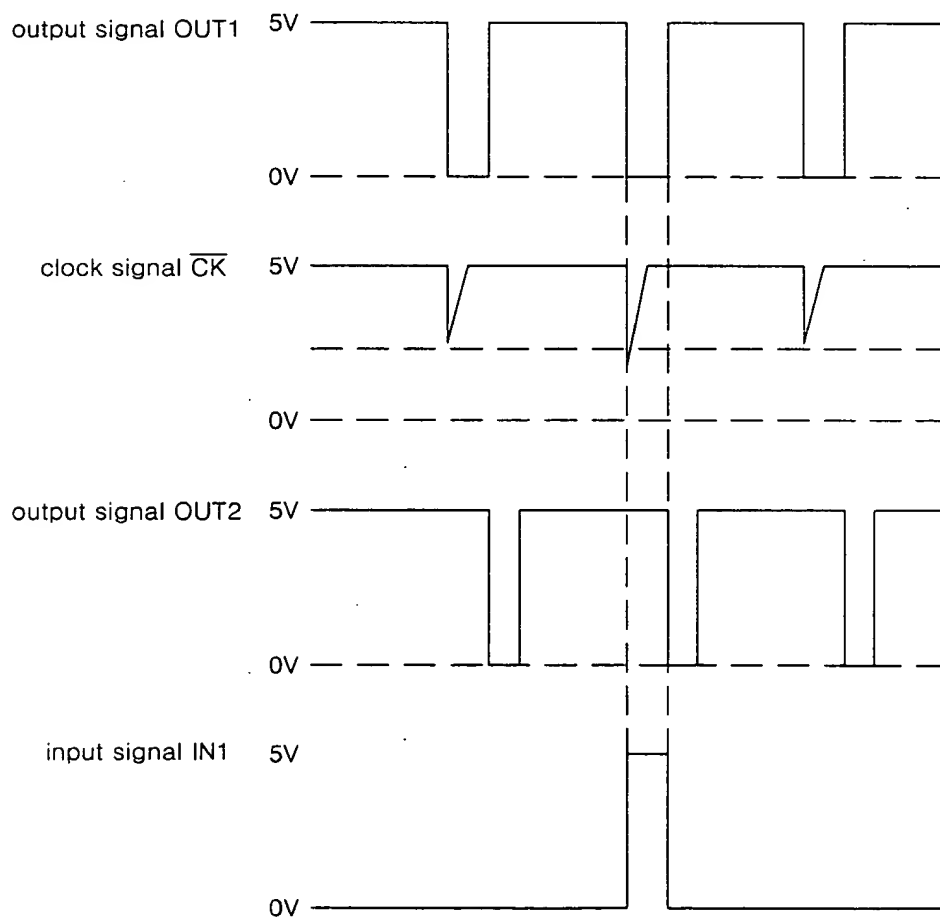 output signal OUT1 5V
0V
clock signal C̅K̅ 5V
0V
output signal OUT2 5V
0V
input signal IN1 5V
0V